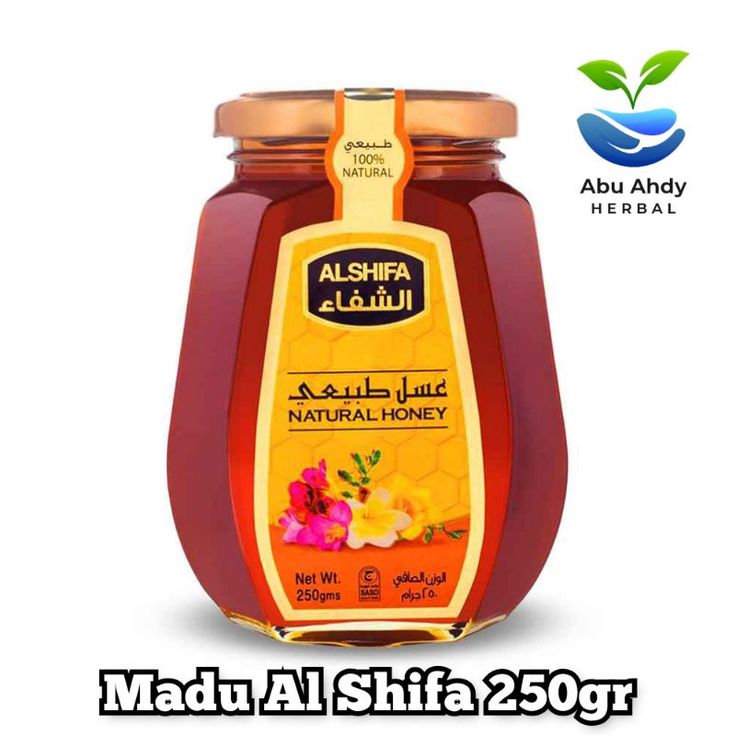 طبيعي
100%
NATURAL
Abu Ahdy
HERBAL
ALSHIFA
الشفاء
عسل طبيعي
NATURAL HONEY
Net Wt.
250gms
SASO
الوزن الصافي
٢٥٠ جرام
Madu Al Shifa 250gr